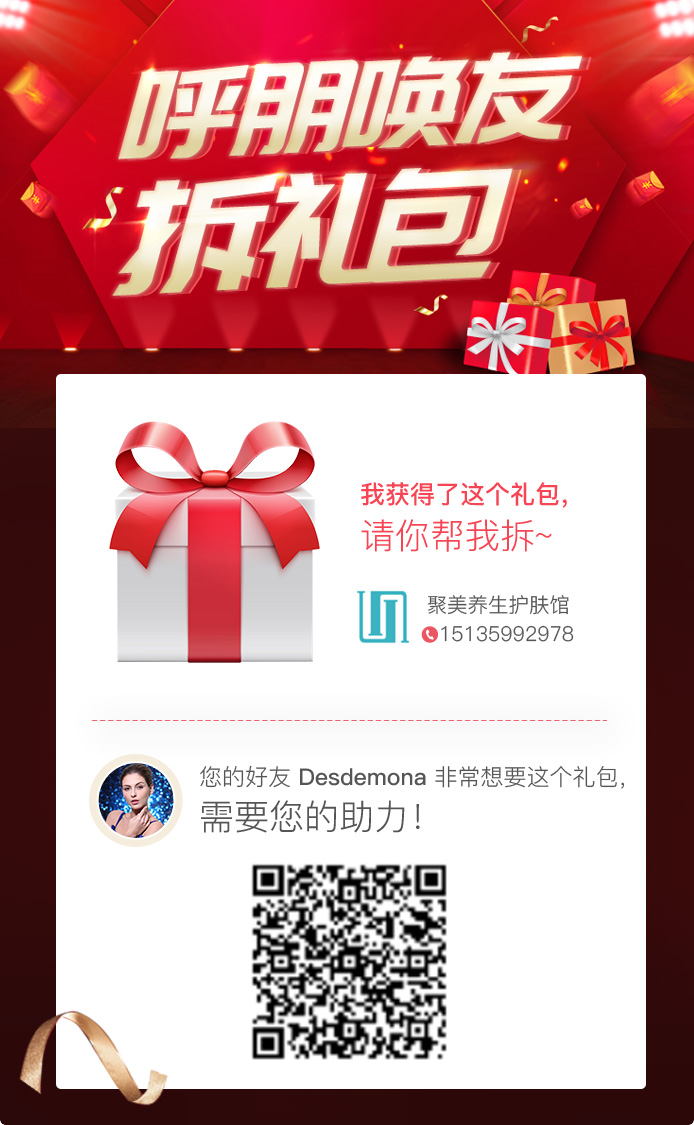 呼朋唤友
拆礼包
我获得了这个礼包，
请你帮我拆~
聚美养生护肤馆
15135992978
您的好友 Desdemona 非常想要这个礼包，
需要您的助力！